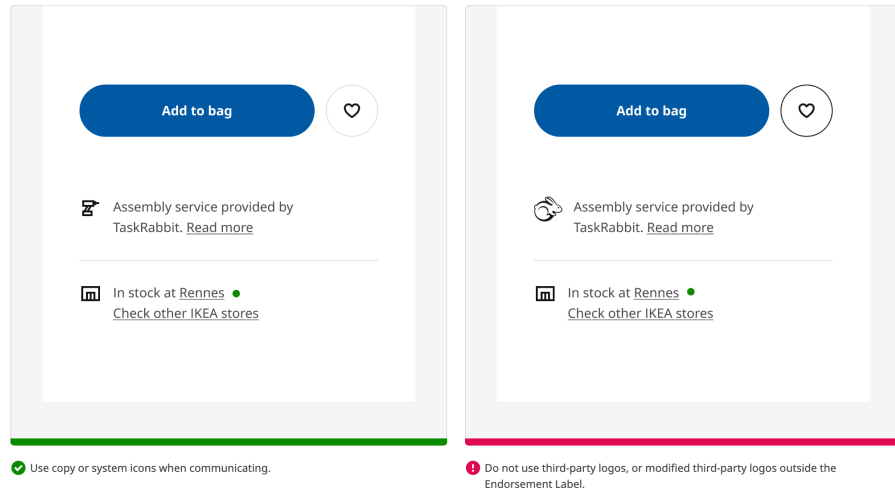 Add to bag
Assembly service provided by
TaskRabbit. Read more
In stock at Rennes
Check other IKEA stores
Use copy or system icons when communicating.
Add to bag
Assembly service provided by
TaskRabbit. Read more
In stock at Rennes
Check other IKEA stores
Do not use third-party logos, or modified third-party logos outside the
Endorsement Label.